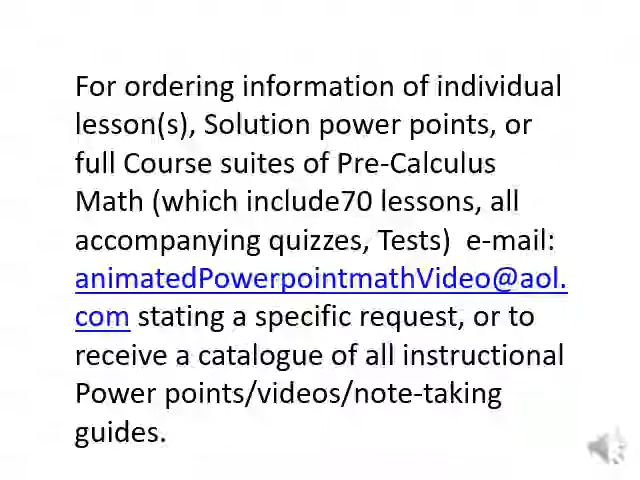 For ordering information of individual
lesson(s), Solution power points, or
full Course suites of Pre-Calculus
Math (which include70 lessons, all
accompanying quizzes, Tests)  e-mail:
animatedPowerpointmathVideo@aol.
com stating a specific request, or to
receive a catalogue of all instructional
Power points/videos/note-taking
guides.